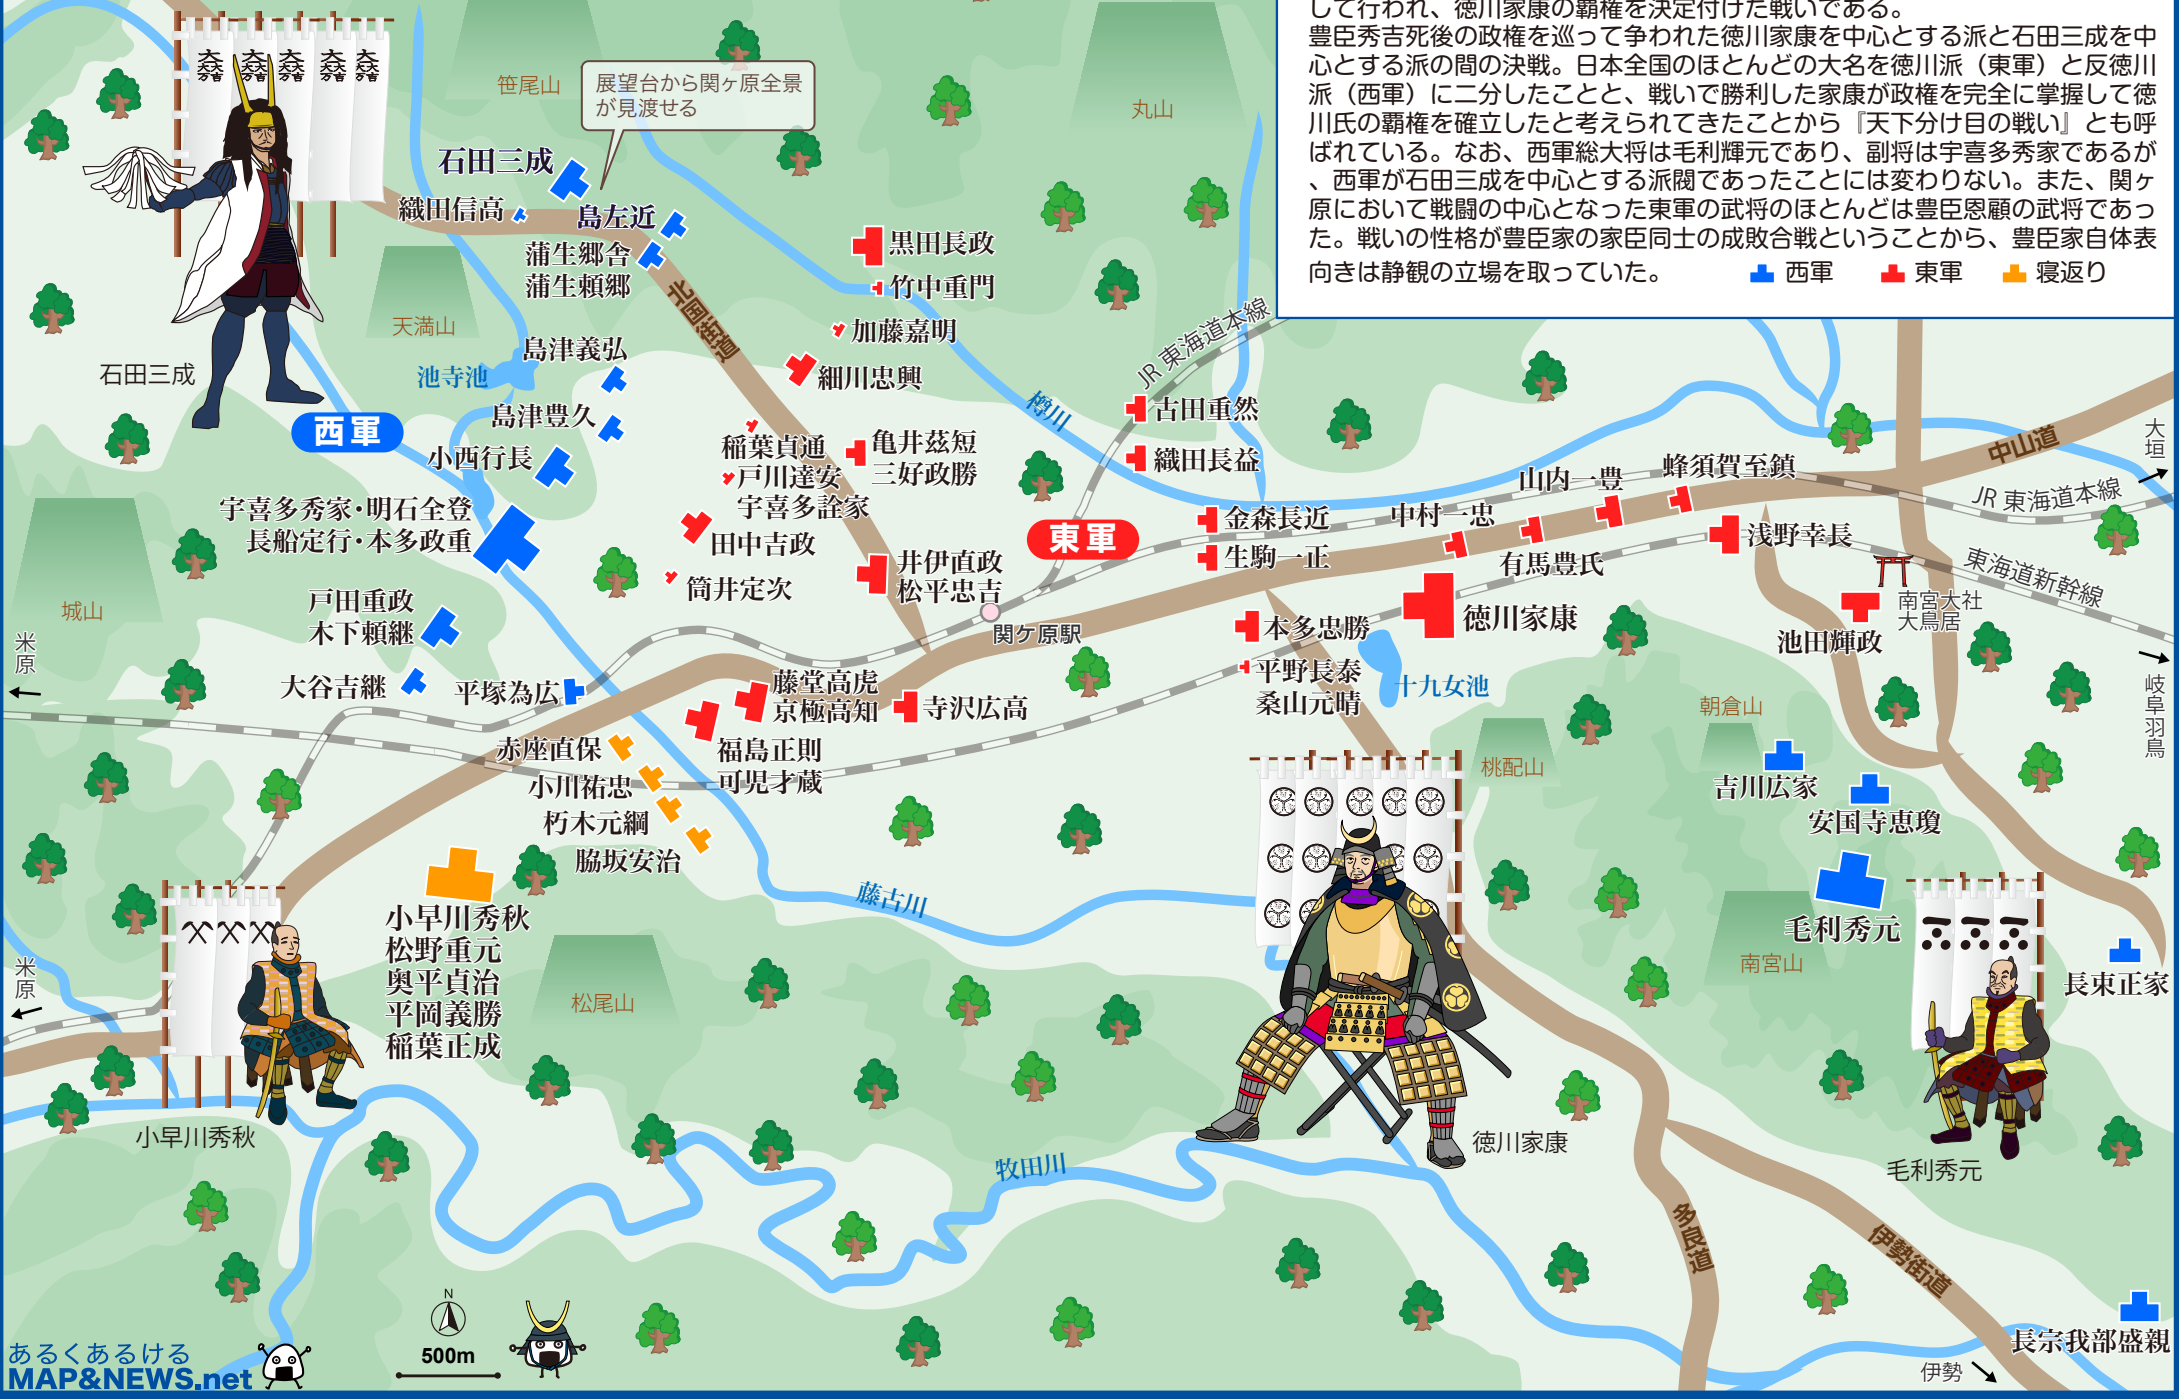 して行われ、徳川家康の覇権を決定付けた戦いである。
豊臣秀吉死後の政権を巡って争われた徳川家康を中心とする派と石田三成を中
心とする派の間の決戦。日本全国のほとんどの大名を徳川派（東軍）と反徳川
派（西軍）に二分したことと、戦いで勝利した家康が政権を完全に掌握して徳
川氏の覇権を確立したと考えられてきたことから『天下分け目の戦い』とも呼
ばれている。なお、西軍総大将は毛利輝元であり、副将は宇喜多秀家であるが
、西軍が石田三成を中心とする派閥であったことには変わりない。また、関ヶ
原において戦闘の中心となった東軍の武将のほとんどは豊臣恩顧の武将であっ
た。戦いの性格が豊臣家の家臣同士の成敗合戦ということから、豊臣家自体表
向きは静観の立場を取っていた。
西軍 東軍 寝返り
笹尾山
展望台から関ヶ原全景
が見渡せる
丸山
石田三成
織田信高
島左近
蒲生郷舎
蒲生頼郷
黒田長政
竹中重門
加藤嘉明
細川忠興
北国街道
天満山
池寺池
石田三成
西軍
島津義弘
島津豊久
小西行長
宇喜多秀家・明石全登
長船定行・本多政重
稲葉貞通
戸川達安
宇喜多詮家
亀井茲短
三好政勝
田中吉政
筒井定次
井伊直政
松平忠吉
樽川
JR 東海道本線
古田重然
織田長益
東軍
金森長近
生駒一正
中村一忠
山内一豊
有馬豊氏
蜂須賀至鎮
浅野幸長
中山道
大垣
JR 東海道本線
東海道新幹線
南宮大社
大鳥居
池田輝政
岐阜羽鳥
城山
米原
戸田重政
木下頼継
大谷吉継
平塚為広
関ケ原駅
徳川家康
本多忠勝
平野長泰
桑山元晴
十九女池
藤堂高虎
京極高知
寺沢広高
福島正則
可児才蔵
赤座直保
小川祐忠
朽木元綱
脇坂安治
小早川秀秋
松野重元
奥平貞治
平岡義勝
稲葉正成
松尾山
藤古川
桃配山
朝倉山
吉川広家
安国寺恵瓊
毛利秀元
南宮山
長束正家
米原
小早川秀秋
牧田川
徳川家康
毛利秀元
多良道
伊勢街道
長宗我部盛親
伊勢
N
500m
あるくあるける
MAP&NEWS.net